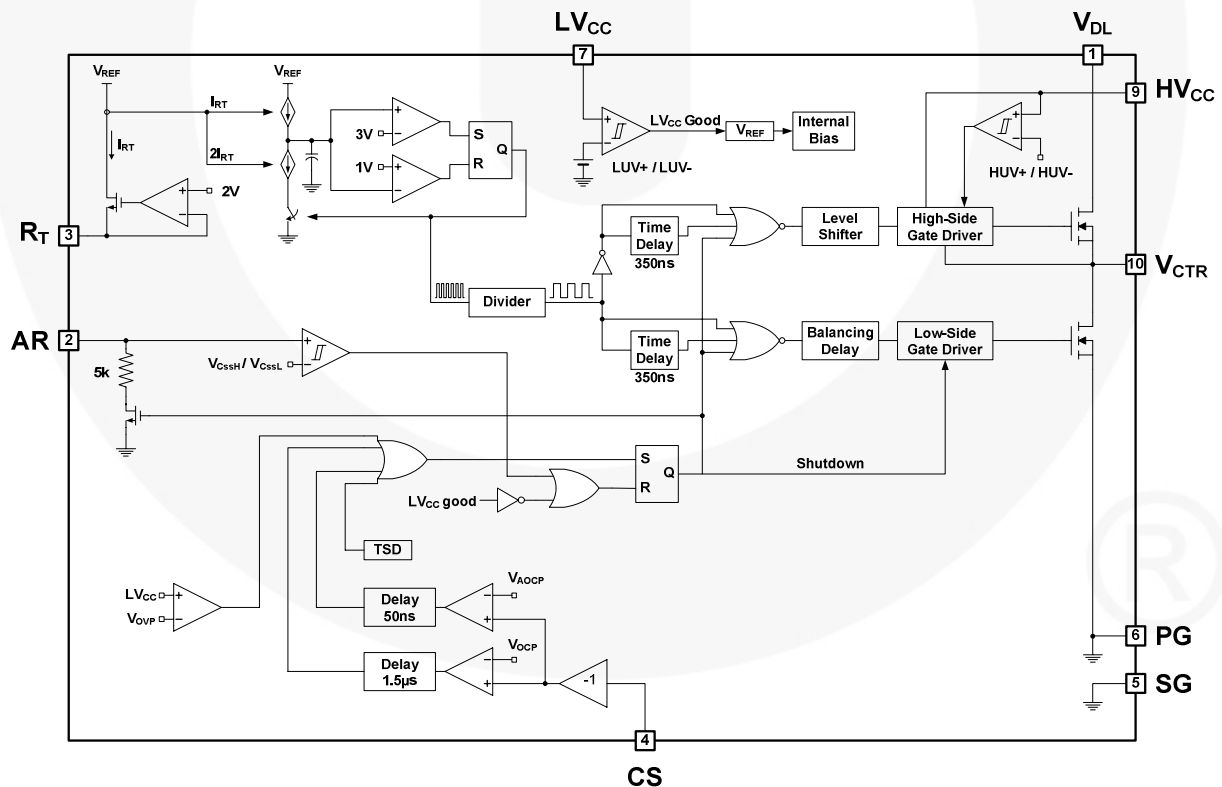 LVCC
VDL
7
1
VREF
VREF
9
HVCC
IRT
IRT
2IRT
3V
1V
+
−
+
−
S
R
Q
+
−
LVCC Good
VREF
Internal
Bias
LUV+ / LUV-
+
−
HUV+ / HUV-
2V
+
−
RT
3
Time
Delay
350ns
Level
Shifter
High-Side
Gate Driver
10
VCTR
Divider
AR
2
5k
VCssH / VCssL
+
−
Time
Delay
350ns
Balancing
Delay
Low-Side
Gate Driver
S
R
Q
Shutdown
LVCC good
TSD
LVCC
VOVP
+
−
Delay
50ns
VAOCP
−
+
Delay
1.5µs
VOCP
−
+
-1
6
PG
5
SG
4
CS
®